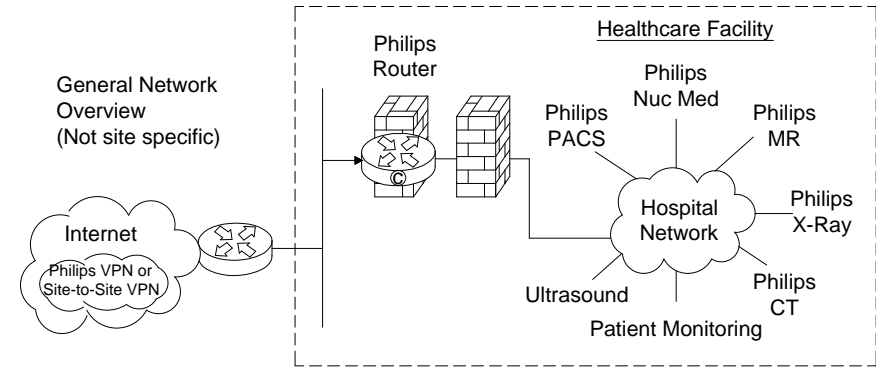 General Network
Overview
(Not site specific)
Internet
Philips VPN or
Site-to-Site VPN
Philips
Router
C
Healthcare Facility
Philips
Nuc Med
Philips
PACS
Philips
MR
Hospital
Network
Philips
X-Ray
Ultrasound
Philips
CT
Patient Monitoring